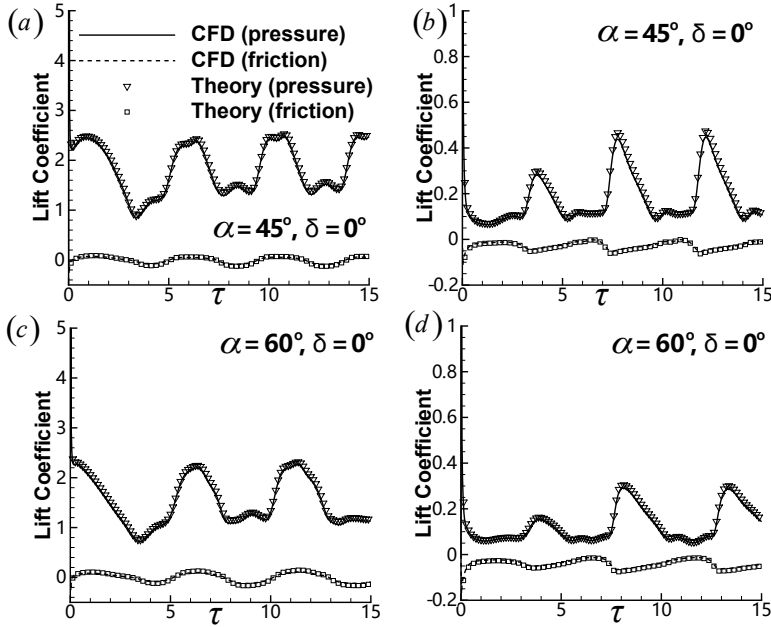 (a)
CFD (pressure)
CFD (friction)
Theory (pressure)
Theory (friction)
α = 45°, δ = 0°
Lift Coefficient
5
4
3
2
1
0
0 5 10 15
τ
(b)
α = 45°, δ = 0°
Lift Coefficient
1
0.8
0.6
0.4
0.2
0
-0.2
0 5 10 15
τ
(c)
α = 60°, δ = 0°
Lift Coefficient
5
4
3
2
1
0
0 5 10 15
τ
(d)
α = 60°, δ = 0°
Lift Coefficient
1
0.8
0.6
0.4
0.2
0
-0.2
0 5 10 15
τ